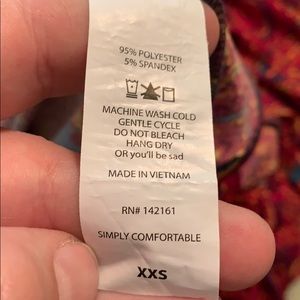 95% POLYESTER
5% SPANDEX
MACHINE WASH COLD
GENTLE CYCLE
DO NOT BLEACH
HANG DRY
OR you'll be sad
MADE IN VIETNAM
RN# 142161
SIMPLY COMFORTABLE
XXS